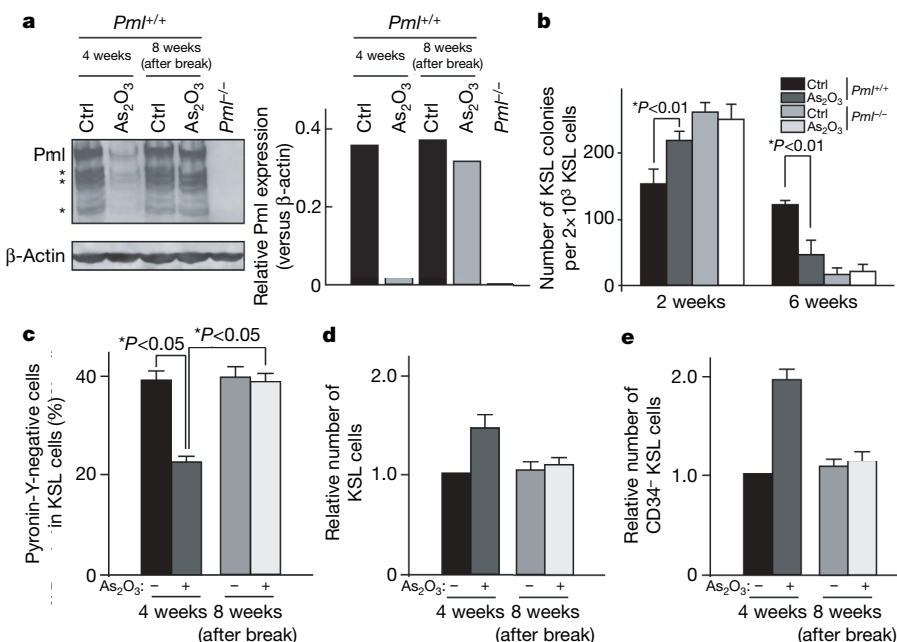 a
Pml+/+
4 weeks
8 weeks
(after break)
Ctrl
As2O3
Ctrl
As2O3
Pml–/–
Pml
*
*
*
β-Actin
Pml+/+
4 weeks
8 weeks
(after break)
Ctrl
As2O3
Ctrl
As2O3
Pml–/–
Relative Pml expression
(versus β-actin)
0.4
0.2
0
b
Number of KSL colonies
per 2×10³ KSL cells
200
100
0
*P<0.01
*P<0.01
Ctrl
As2O3
Pml+/+
Ctrl
As2O3
Pml–/–
2 weeks
6 weeks
c
Pyronin-Y-negative cells
in KSL cells (%)
40
20
0
*P<0.05
*P<0.05
As2O3:
–
+
–
+
4 weeks
8 weeks
(after break)
d
Relative number of
KSL cells
2.0
1.0
0
As2O3:
–
+
–
+
4 weeks
8 weeks
(after break)
e
Relative number of
CD34– KSL cells
2.0
1.0
0
As2O3:
–
+
–
+
4 weeks
8 weeks
(after break)